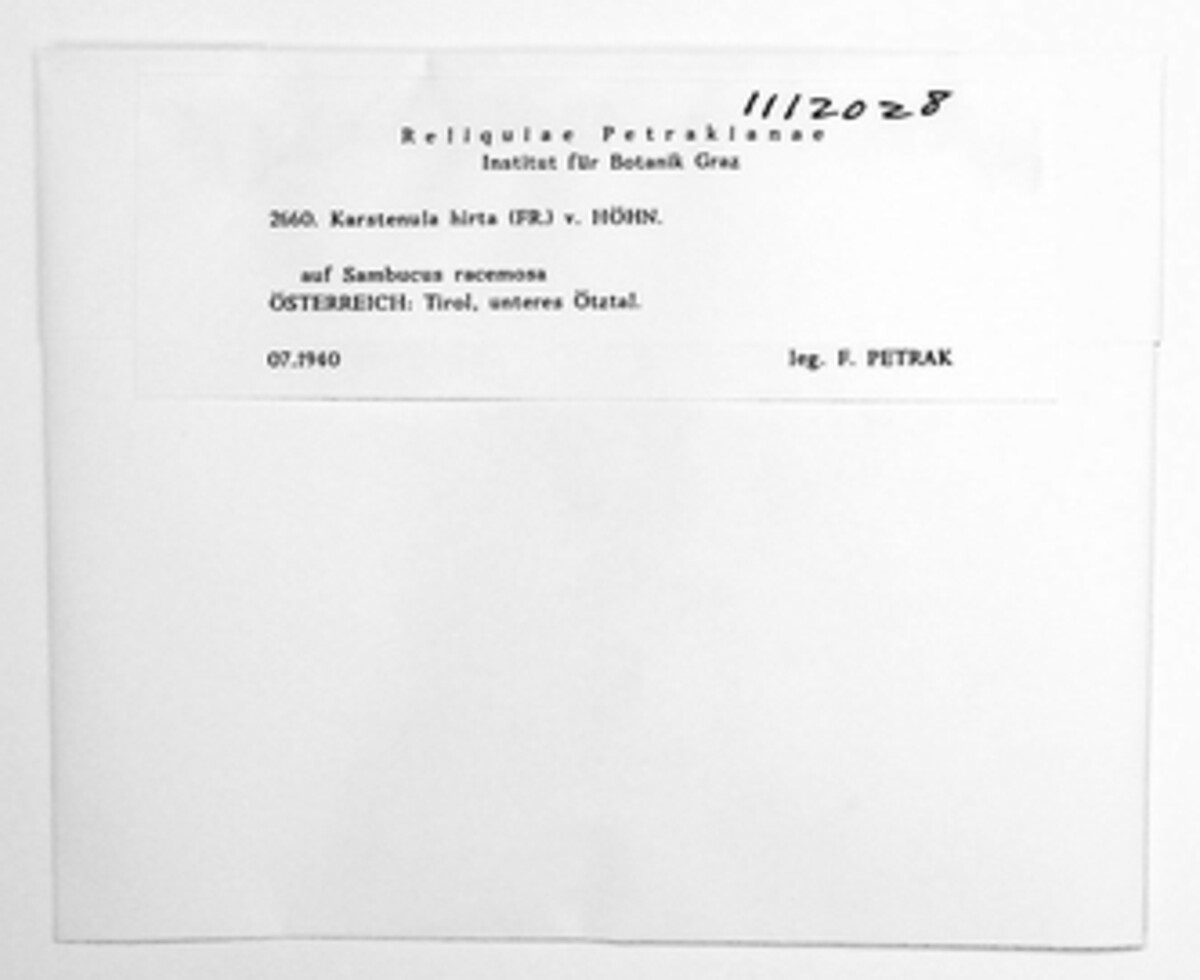 1112028
Reliquiae Petrakianae
Institut für Botanik Graz
2660. Karstenula hirta (FR.) v. HÖHN.
auf Sambucus racemosa
ÖSTERREICH: Tirol, unteres Ötztal.
07.1940
leg. F. PETRAK